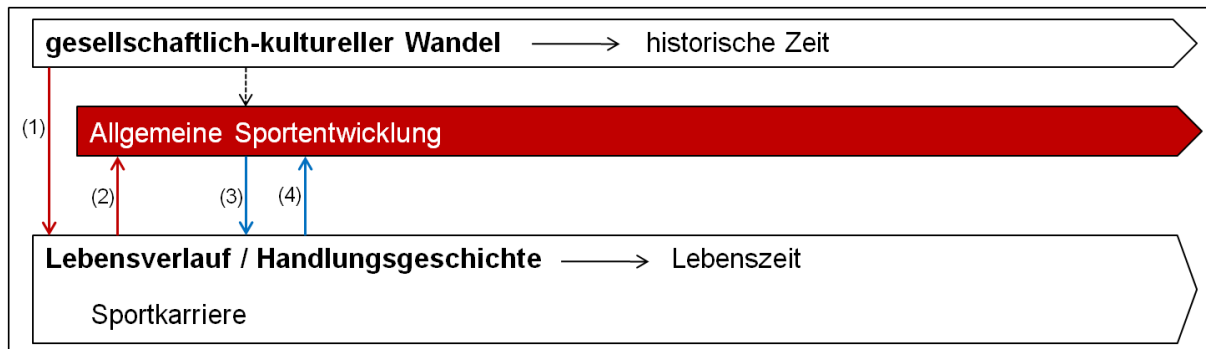 gesellschaftlich-kultureller Wandel historische Zeit
(1)
Allgemeine Sportentwicklung
(2) (3) (4)
Lebensverlauf / Handlungsgeschichte Lebenszeit
Sportkarriere